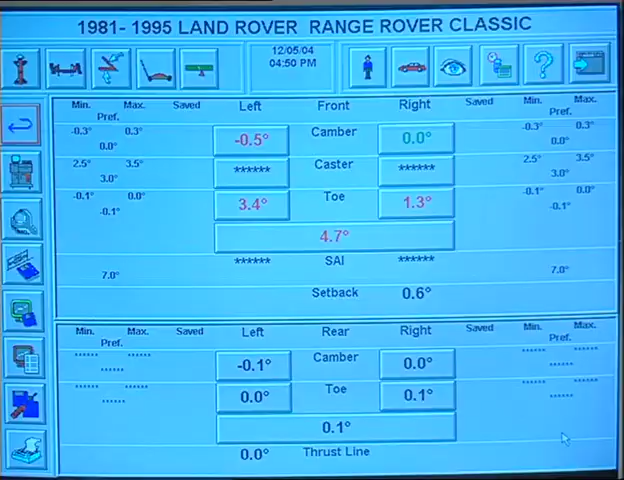 1981- 1995 LAND ROVER RANGE ROVER CLASSIC
12/05/04
04:50 PM
Min. Max. Saved Left Front Right Saved Min. Max.
Pref. Pref.
-0.3° 0.3° -0.5° Camber 0.0° -0.3° 0.3°
0.0° 0.0°
2.5° 3.5° ****** Caster ****** 2.5° 3.5°
3.0° 3.0°
-0.1° 0.0° 3.4° Toe 1.3° -0.1° 0.0°
-0.1° -0.1°
4.7°
****** SAI ******
7.0° 7.0°
Setback 0.6°
Min. Max. Saved Left Rear Right Saved Min. Max.
Pref. Pref.
****** ****** -0.1° Camber 0.0° ****** ******
****** ******
****** ****** 0.0° Toe 0.1° ****** ******
****** ******
0.1°
0.0° Thrust Line